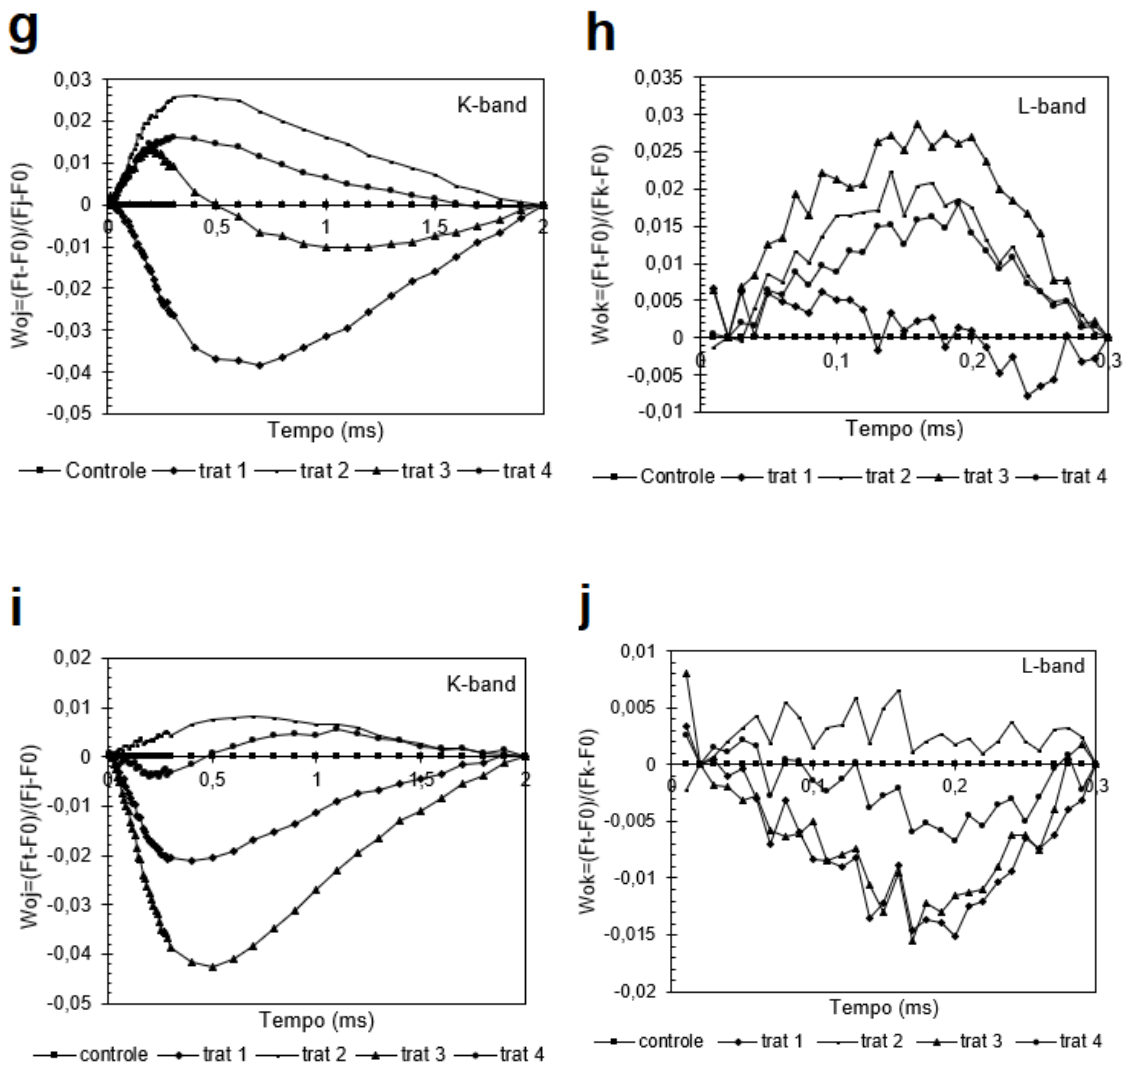 g
0,03
0,02
0,01
0
-0,01
-0,02
-0,03
-0,04
-0,05
0
0,5
1
1,5
2
K-band
Woj=(Ft-F0)/(Fj-F0)
Tempo (ms)
Controle trat 1 trat 2 trat 3 trat 4
h
0,035
0,03
0,025
0,02
0,015
0,01
0,005
0
-0,005
-0,01
0
0,1
0,2
0,3
L-band
Wok=(Ft-F0)/(Fk-F0)
Tempo (ms)
Controle trat 1 trat 2 trat 3 trat 4
i
0,02
0,01
0
-0,01
-0,02
-0,03
-0,04
-0,05
0
0,5
1
1,5
2
K-band
Woj=(Ft-F0)/(Fj-F0)
Tempo (ms)
controle trat 1 trat 2 trat 3 trat 4
j
0,01
0,005
0
-0,005
-0,01
-0,015
-0,02
0
0,1
0,2
0,3
L-band
Wok=(Ft-F0)/(Fk-F0)
Tempo (ms)
controle trat 1 trat 2 trat 3 trat 4